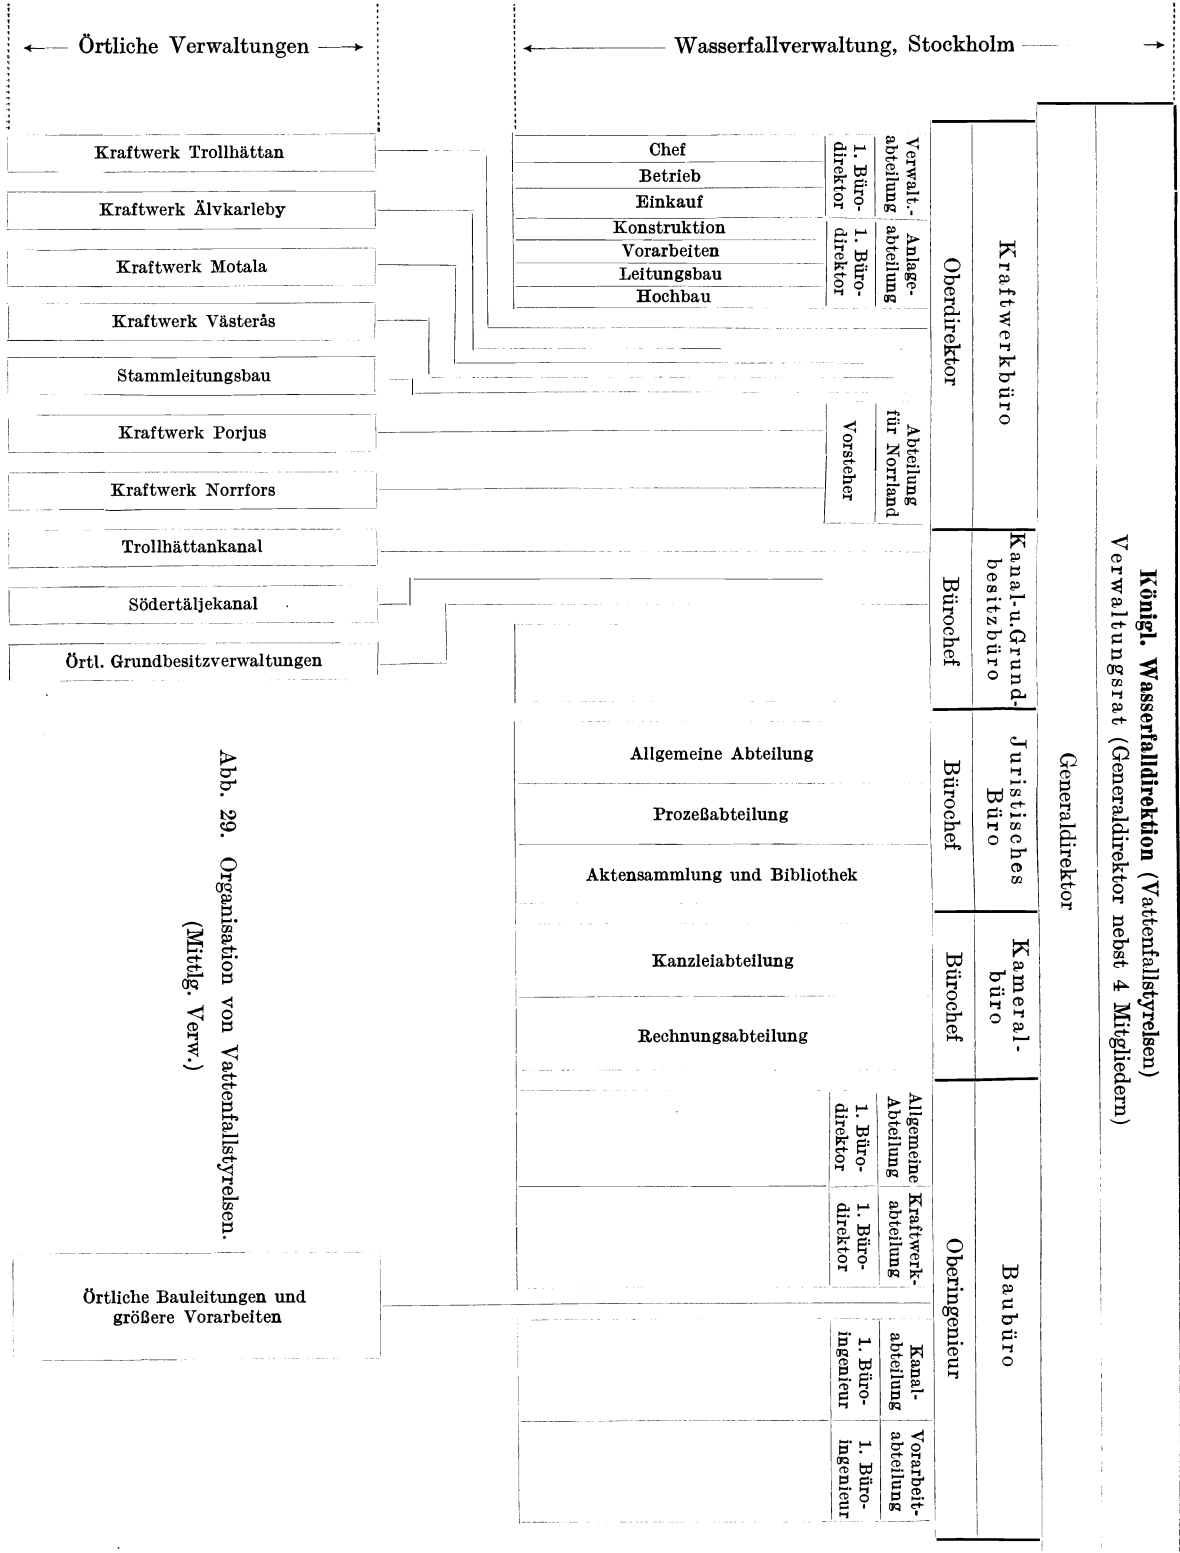 Örtliche Verwaltungen
Wasserfallverwaltung, Stockholm
Königl. Wasserfalldirektion (Vattenfallstyrelsen)
Verwaltungsrat (Generaldirektor nebst 4 Mitgliedern)
Generaldirektor
Kraftwerkbüro
Oberdirektor
Verwalt.-
abteilung
1. Büro-
direktor
Chef
Betrieb
Einkauf
Anlage-
abteilung
1. Büro-
direktor
Konstruktion
Vorarbeiten
Leitungsbau
Hochbau
Abteilung
für Norrland
Vorsteher
Kraftwerk Trollhättan
Kraftwerk Älvkarleby
Kraftwerk Motala
Kraftwerk Västerås
Stammleitungsbau
Kraftwerk Porjus
Kraftwerk Norrfors
Trollhättankanal
Södertäljekanal
Örtl. Grundbesitzverwaltungen
Kanal-u.Grund-
besitzbüro
Bürochef
Juristisches
Büro
Bürochef
Allgemeine Abteilung
Prozeßabteilung
Aktensammlung und Bibliothek
Kameral-
büro
Bürochef
Kanzleiabteilung
Rechnungsabteilung
Baubüro
Oberingenieur
Allgemeine
Abteilung
1. Büro-
direktor
Kraftwerk-
abteilung
1. Büro-
direktor
Kanal-
abteilung
1. Büro-
ingenieur
Vorarbeit-
abteilung
1. Büro-
ingenieur
Örtliche Bauleitungen und
größere Vorarbeiten
Abb. 29. Organisation von Vattenfallstyrelsen.
(Mittlg. Verw.)